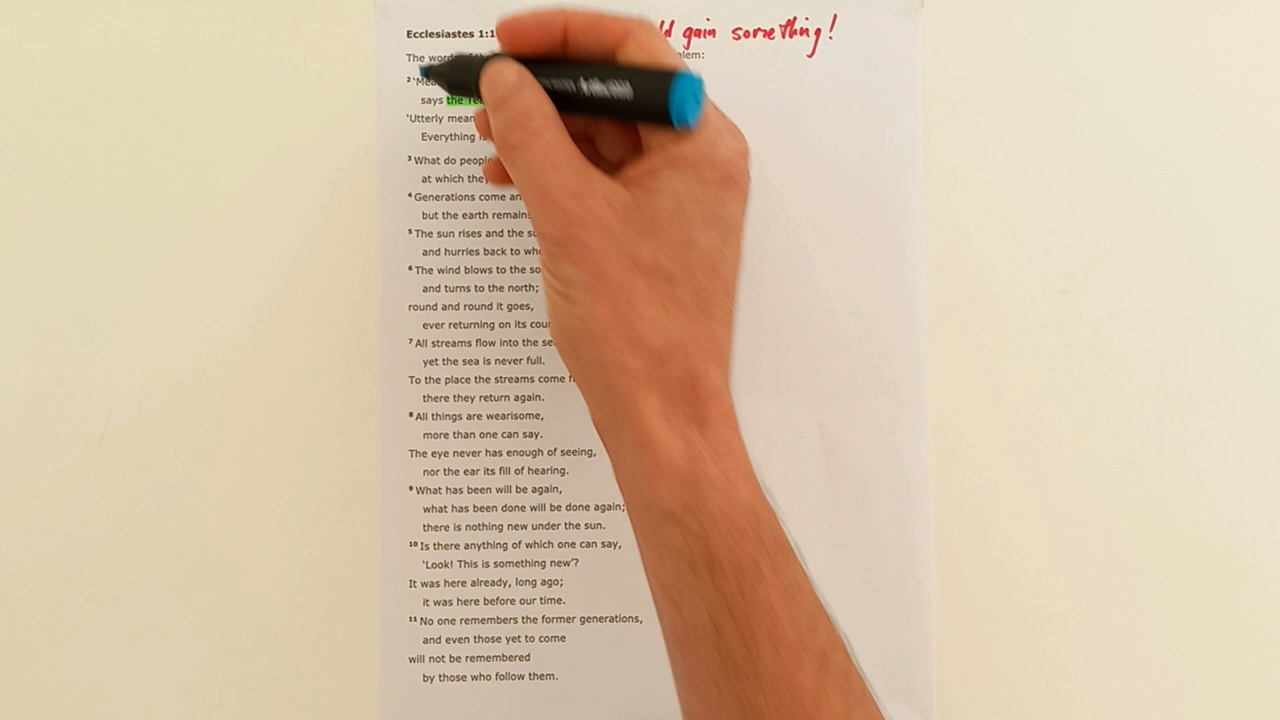 Ecclesiastes 1:1 gain something!
The lem:
2 ‘Mea
says the Tea
‘Utterly mean
Everything is
3 What do people
at which they
4 Generations come an
but the earth remains
5 The sun rises and the su
and hurries back to whe
6 The wind blows to the so
and turns to the north;
round and round it goes,
ever returning on its cour
7 All streams flow into the sea
yet the sea is never full.
To the place the streams come f
there they return again.
8 All things are wearisome,
more than one can say.
The eye never has enough of seeing,
nor the ear its fill of hearing.
9 What has been will be again,
what has been done will be done again;
there is nothing new under the sun.
10 Is there anything of which one can say,
‘Look! This is something new’?
It was here already, long ago;
it was here before our time.
11 No one remembers the former generations,
and even those yet to come
will not be remembered
by those who follow them.